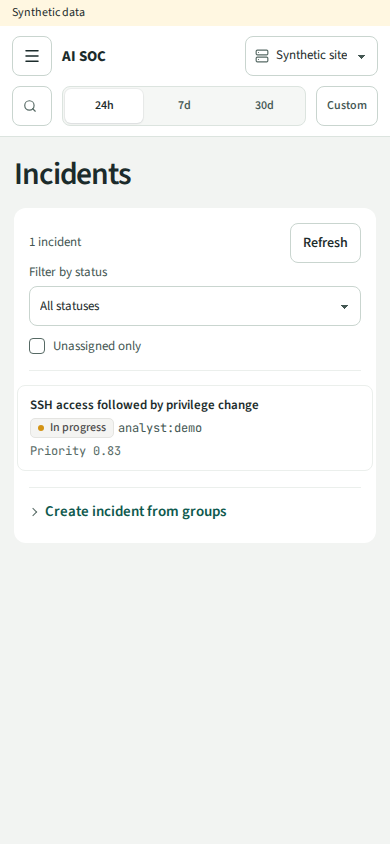 Synthetic data
AI SOC
Synthetic site
24h
7d
30d
Custom
Incidents
1 incident
Refresh
Filter by status
All statuses
Unassigned only
SSH access followed by privilege change
In progress analyst:demo
Priority 0.83
Create incident from groups